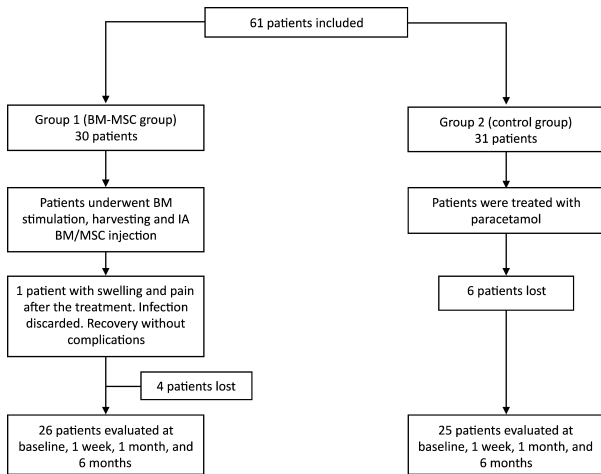 61 patients included
Group 1 (BM-MSC group)
30 patients
Group 2 (control group)
31 patients
Patients underwent BM
stimulation, harvesting and IA
BM/MSC injection
Patients were treated with
paracetamol
1 patient with swelling and pain
after the treatment. Infection
discarded. Recovery without
complications
6 patients lost
4 patients lost
26 patients evaluated at
baseline, 1 week, 1 month, and
6 months
25 patients evaluated at
baseline, 1 week, 1 month, and
6 months